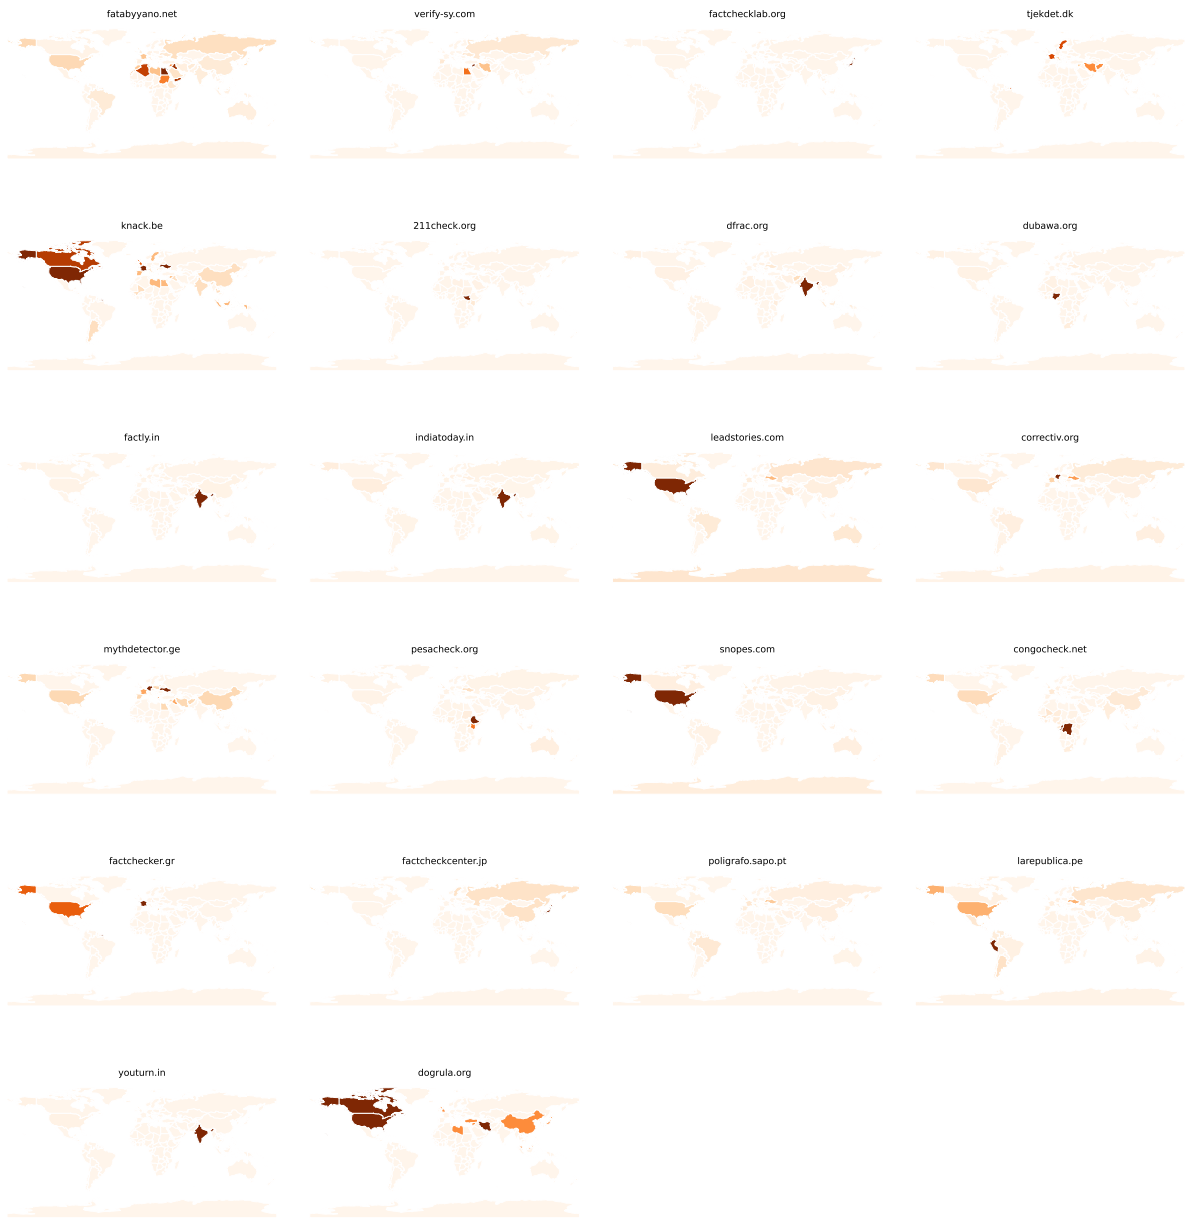 fatabyyano.net
verify-sy.com
factchecklab.org
tjekdet.dk
knack.be
211check.org
dfrac.org
dubawa.org
factly.in
indiatoday.in
leadstories.com
correctiv.org
mythdetector.ge
pesacheck.org
snopes.com
congocheck.net
factchecker.gr
factcheckcenter.jp
poligrafo.sapo.pt
larepublica.pe
youturn.in
dogrula.org